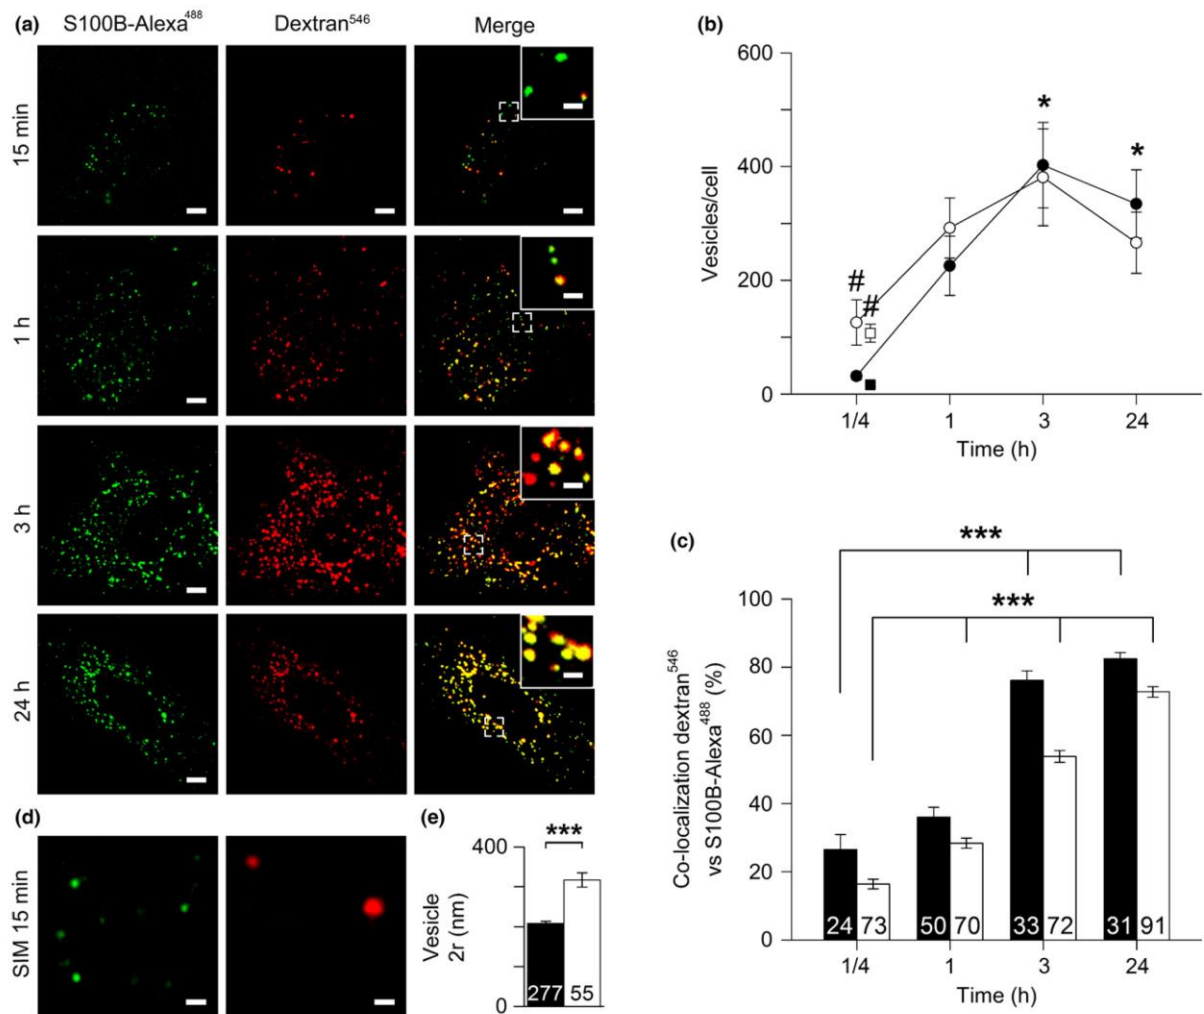 (a)
S100B-Alexa⁴⁸⁸
Dextran⁵⁴⁶
Merge
15 min
1 h
3 h
24 h
(b)
600
400
200
0
Vesicles/cell
*
*
#
#
1/4
1
3
24
Time (h)
(c)
***
***
100
80
60
40
20
0
Co-localization dextran⁵⁴⁶
vs S100B-Alexa⁴⁸⁸ (%)
24 73 50 70 33 72 31 91
1/4
1
3
24
Time (h)
(d)
SIM 15 min
(e)
***
400
0
Vesicle
2r (nm)
277 55